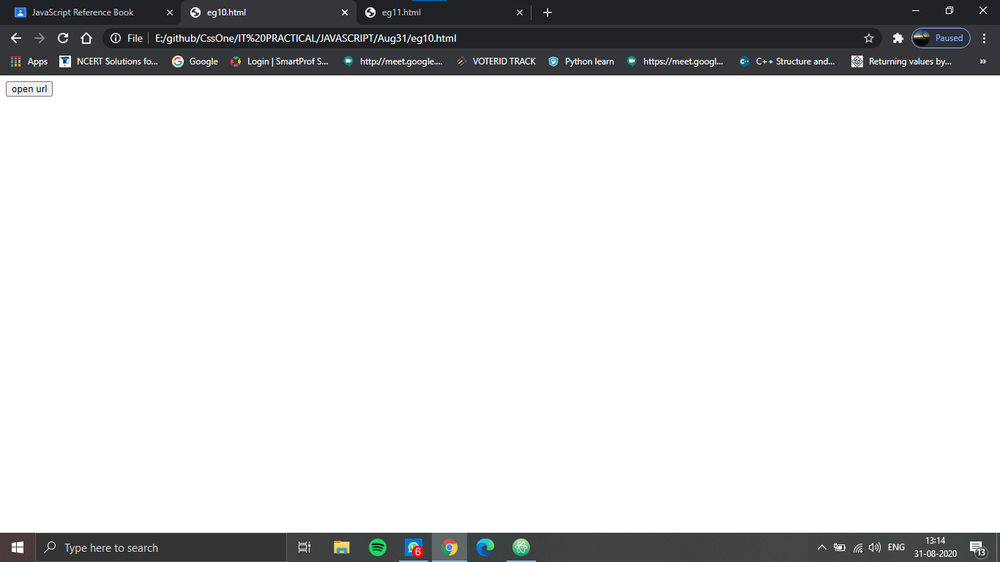 JavaScript Reference Book
eg10.html
eg11.html
File
E:/github/CssOne/IT%20PRACTICAL/JAVASCRIPT/Aug31/eg10.html
Paused
Apps
NCERT Solutions fo...
Google
Login | SmartProf S...
http://meet.google....
VOTERID TRACK
Python learn
https://meet.googl...
C++ Structure and...
Returning values by...
»
open url
Type here to search
6
ENG
13:14
31-08-2020
13